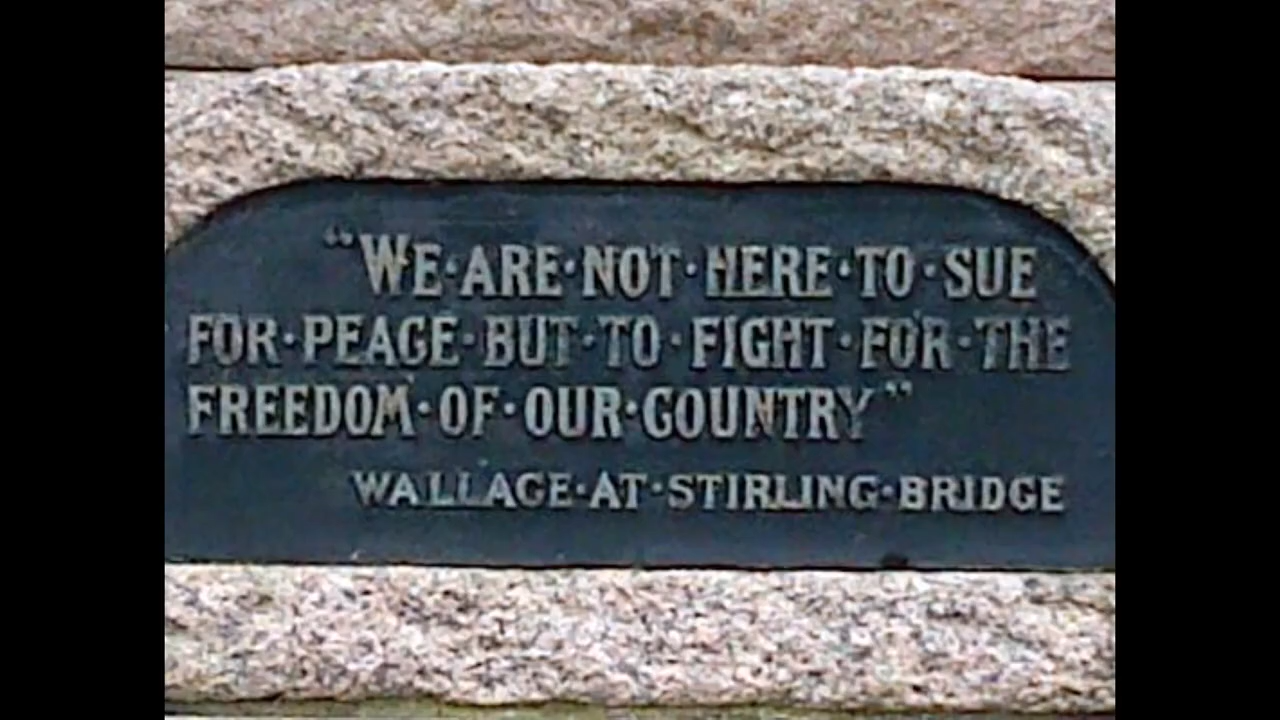 “WE·ARE·NOT·HERE·TO·SUE
FOR·PEACE·BUT·TO·FIGHT·FOR·THE
FREEDOM·OF·OUR·COUNTRY”
WALLACE·AT·STIRLING·BRIDGE